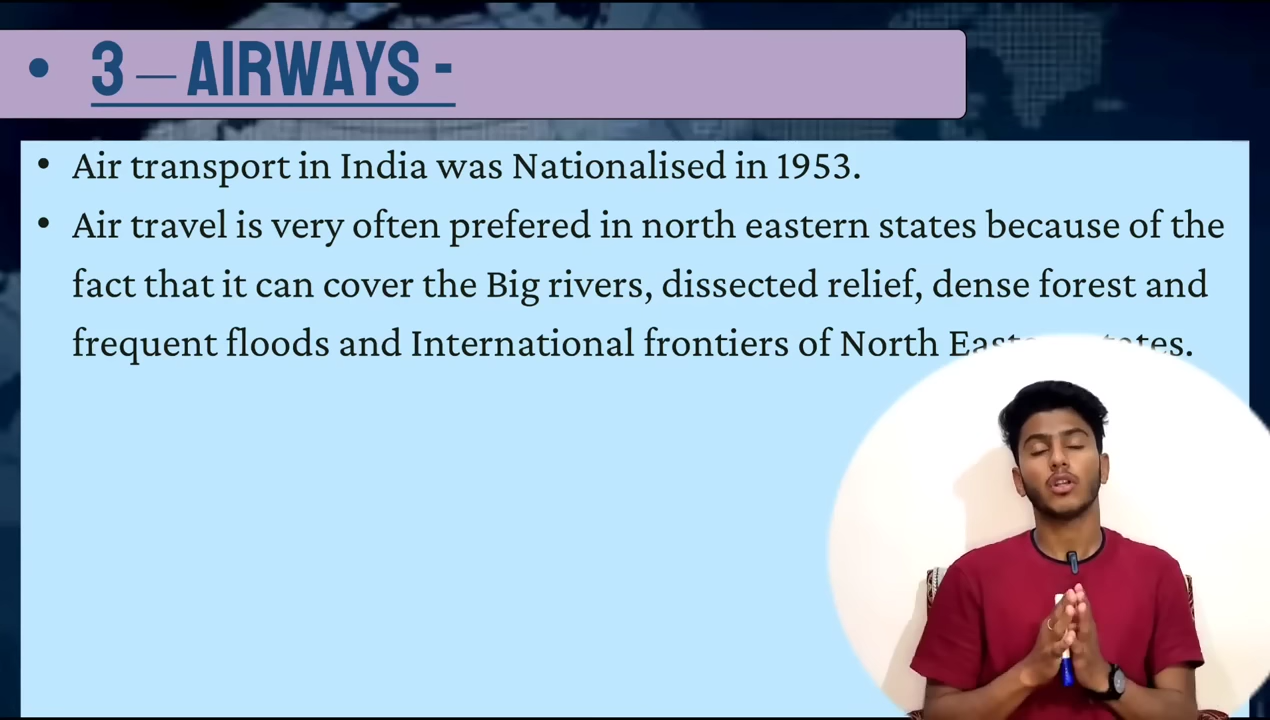 • 3 — AIRWAYS -
• Air transport in India was Nationalised in 1953.
• Air travel is very often prefered in north eastern states because of the
fact that it can cover the Big rivers, dissected relief, dense forest and
frequent floods and International frontiers of North